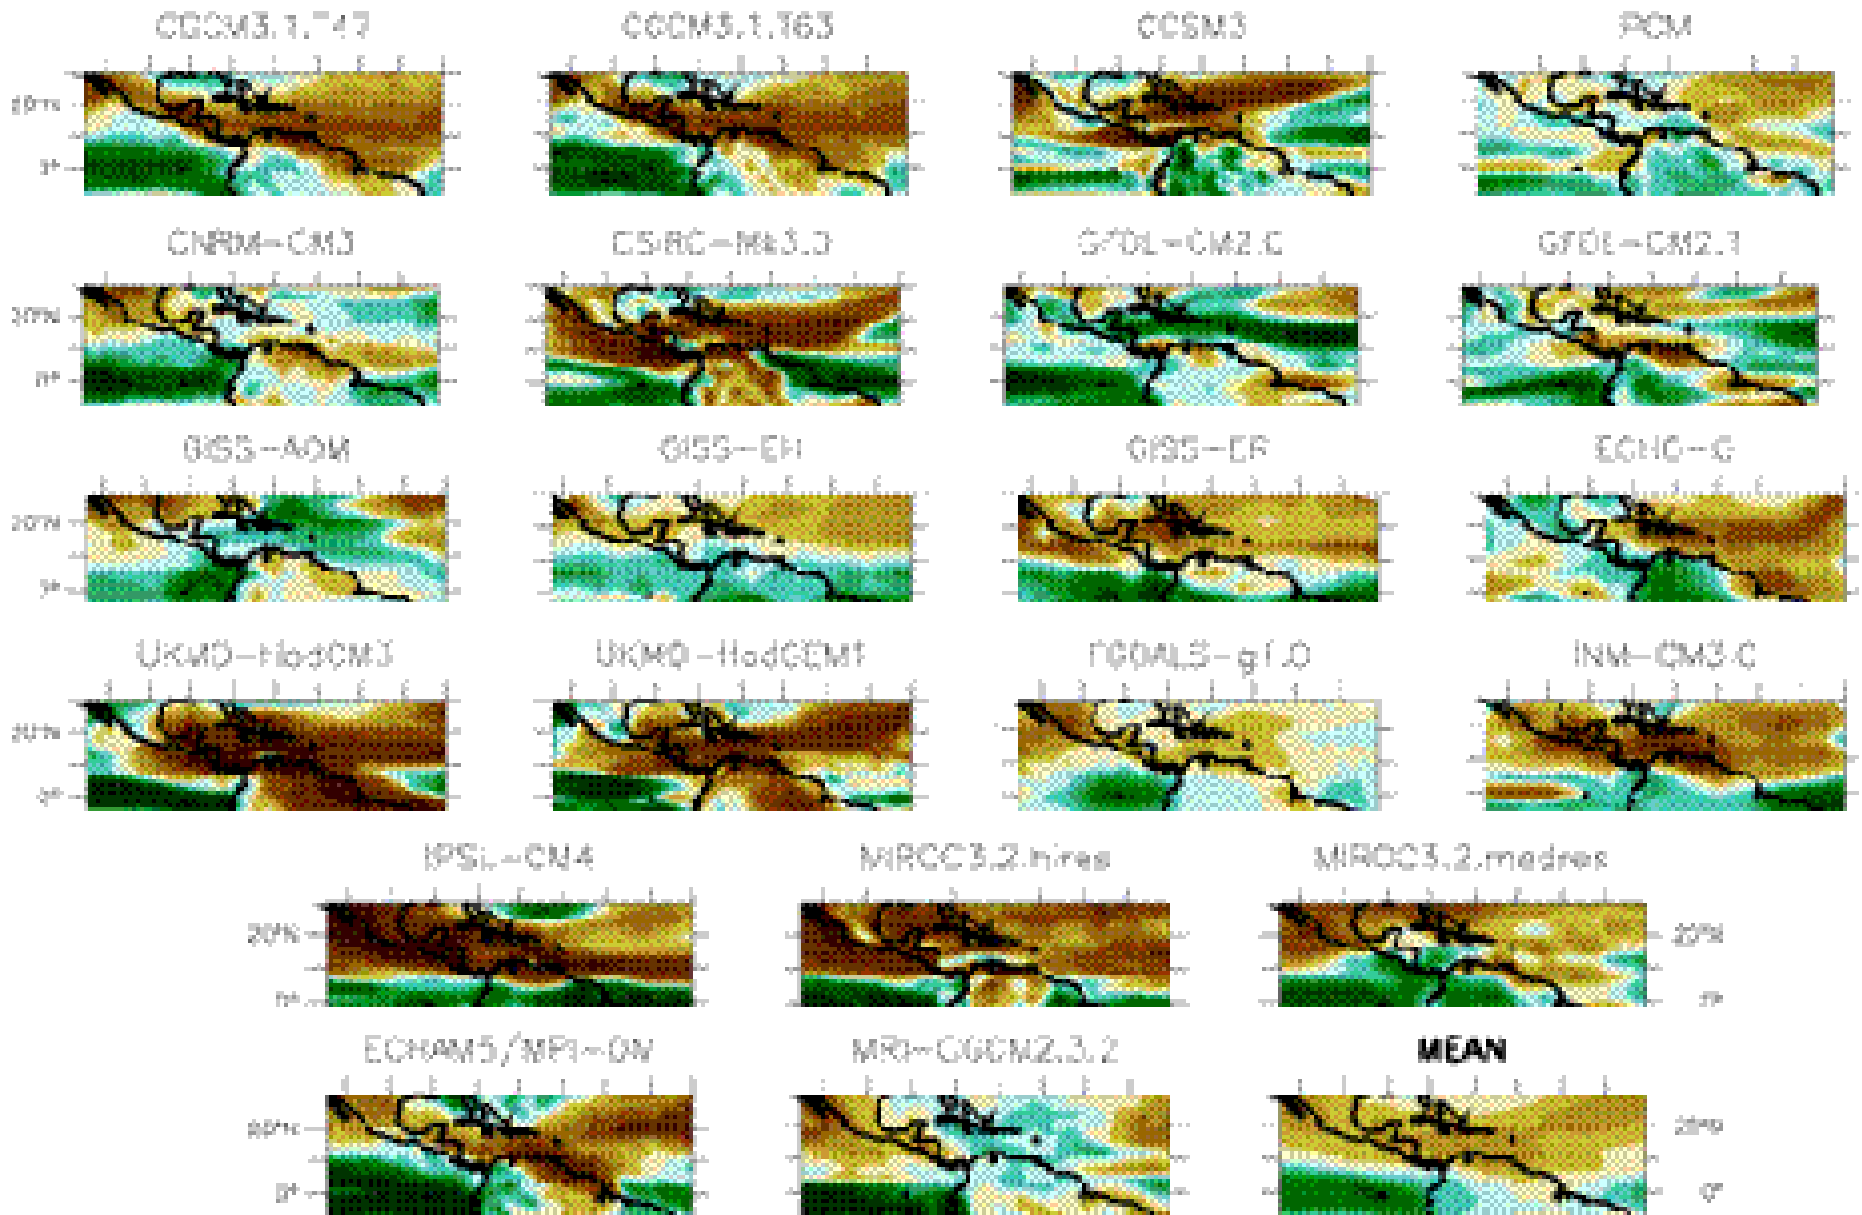 CGCM3.1.T47 CGCM3.1.T63 CCSM3 PCM
20°N
0°
CNRM-CM3 CSIRO-Mk3.0 GFDL-CM2.0 GFDL-CM2.1
20°N
0°
GISS-AOM GISS-EH GISS-ER ECHO-G
20°N
0°
UKMO-HadCM3 UKMO-HadGEM1 FGOALS-g1.0 INM-CM3.0
20°N
0°
IPSL-CM4 MIROC3.2.hires MIROC3.2.medres
20°N 20°N
0° 0°
ECHAM5/MPI-OM MRI-CGCM2.3.2 MEAN
20°N 20°N
0° 0°